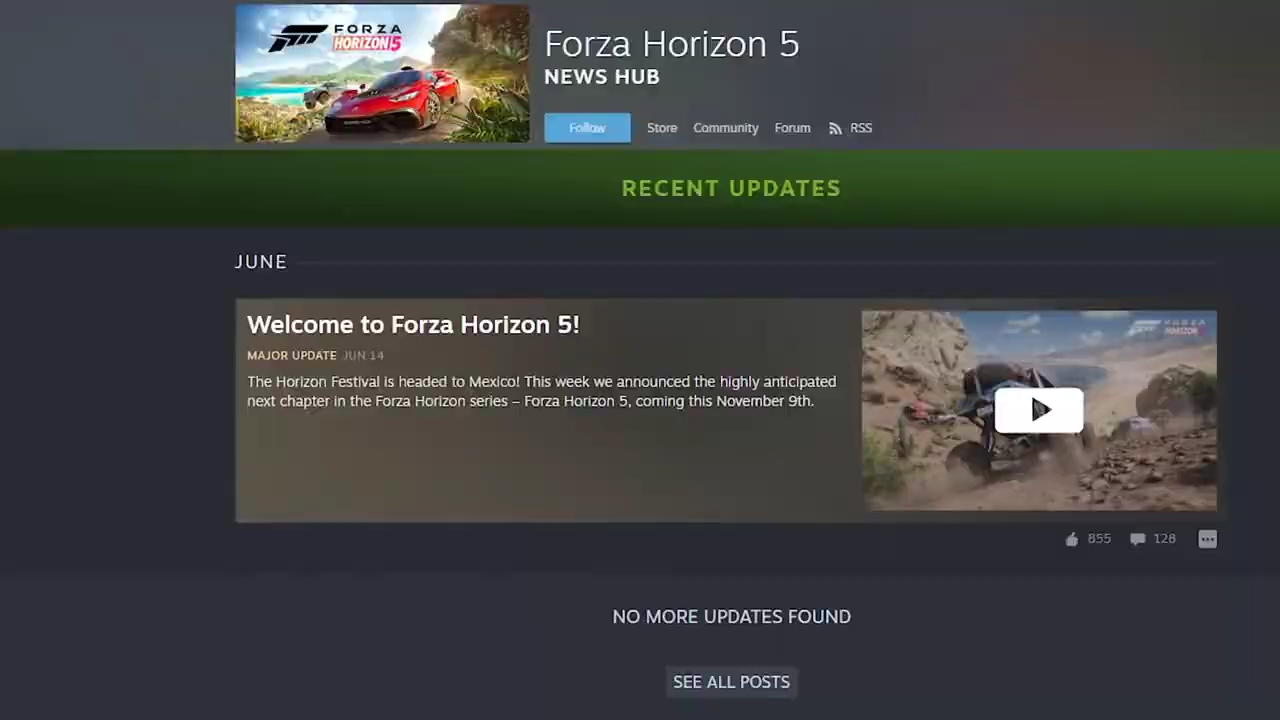 FORZA
HORIZON 5
Forza Horizon 5
NEWS HUB
Follow
Store
Community
Forum
RSS
RECENT UPDATES
JUNE
Welcome to Forza Horizon 5!
MAJOR UPDATE JUN 14
The Horizon Festival is headed to Mexico! This week we announced the highly anticipated
next chapter in the Forza Horizon series – Forza Horizon 5, coming this November 9th.
FORZA
HORIZON 5
855
128
NO MORE UPDATES FOUND
SEE ALL POSTS